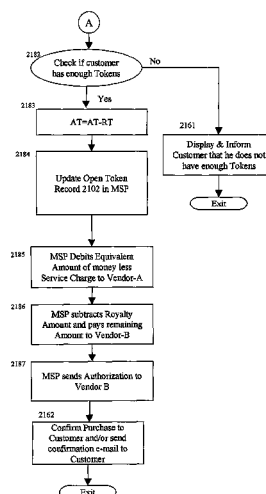 A
2182
Check if customer
has enough Tokens
No
Yes
2183
AT=AT-RT
2161
Display & Inform
Customer that he does not
have enough Tokens
Exit
2184
Update Open Token
Record 2102 in MSP
2185
MSP Debits Equivalent
Amount of money less
Service Charge to Vendor-A
2186
MSP subtracts Royalty
Amount and pays remaining
Amount to Vendor-B
2187
MSP sends Authorization to
Vendor B
2162
Confirm Purchase to
Customer and/or send
confirmation e-mail to
Customer
Exit